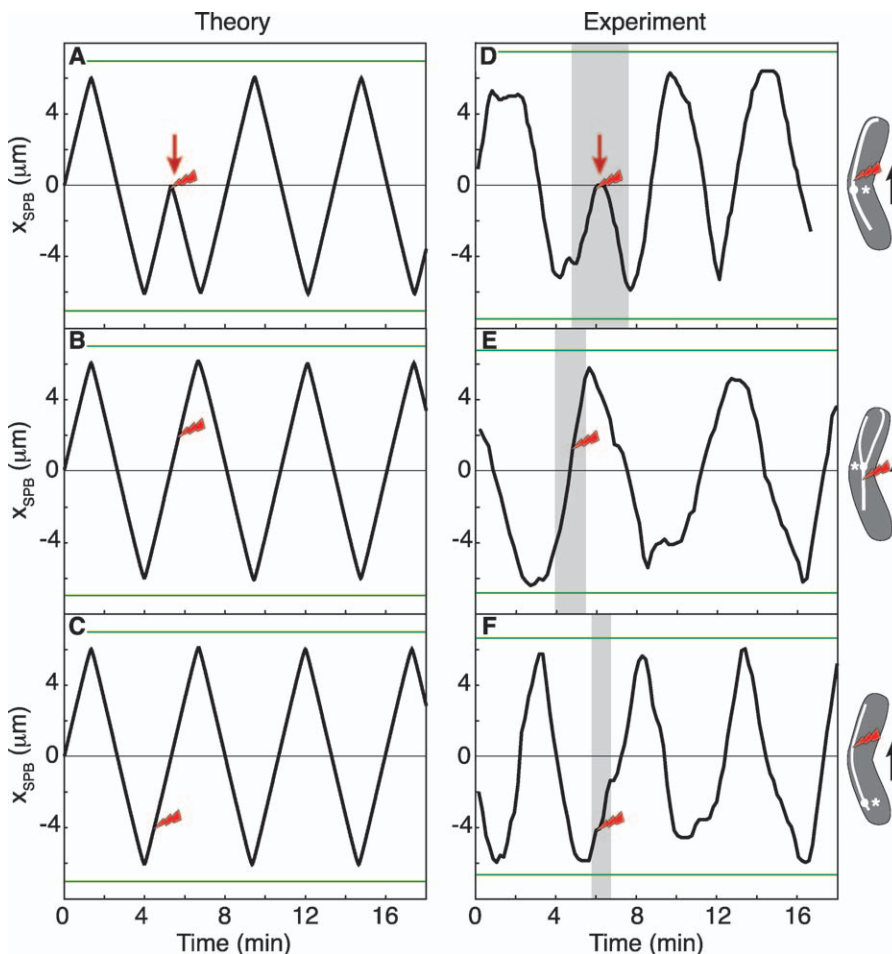 Theory
Experiment
A
4
0
-4
x_SPB (μm)
D
*
B
4
0
-4
x_SPB (μm)
E
*
C
4
0
-4
x_SPB (μm)
F
*
0 4 8 12 16
0 4 8 12 16
Time (min)
Time (min)